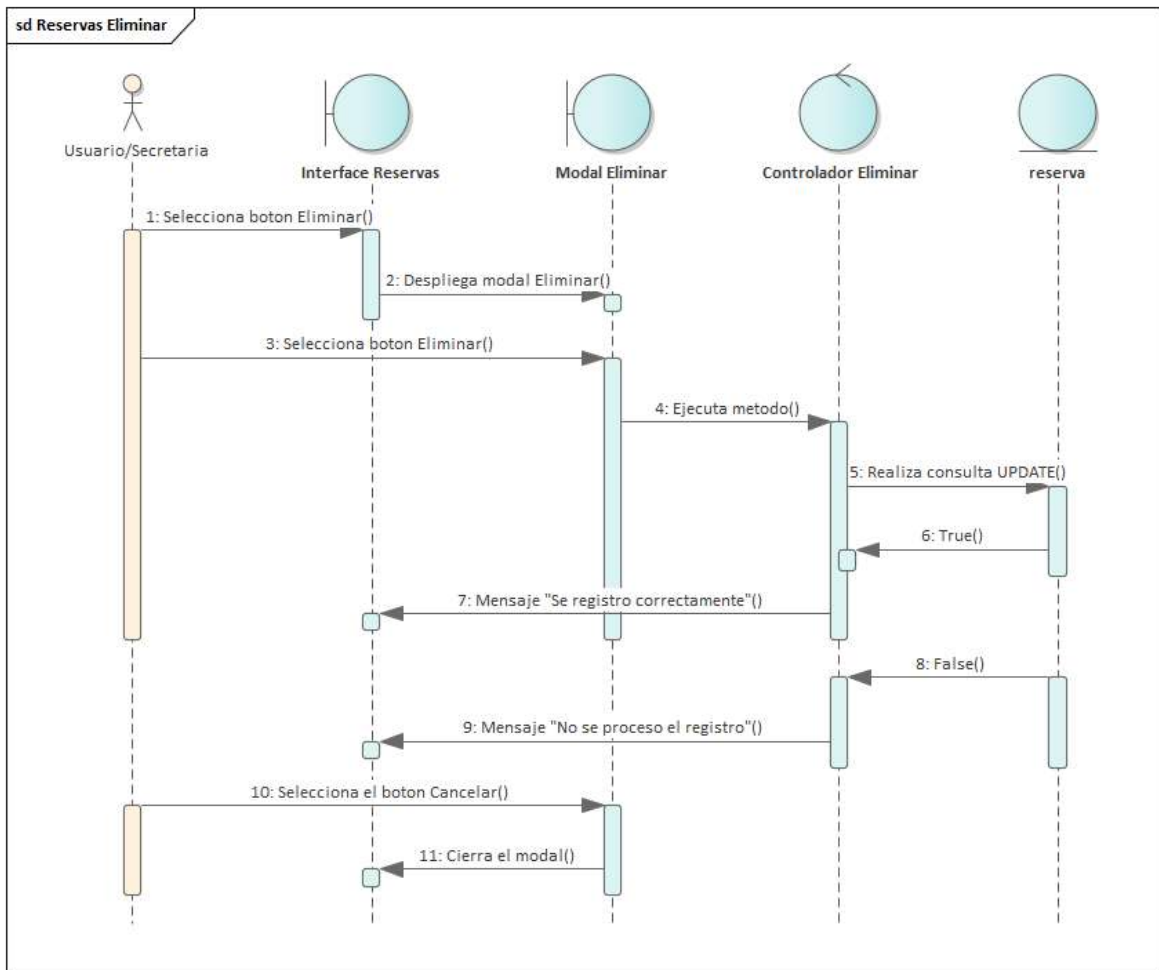 sd Reservas Eliminar
Usuario/Secretaria
Interface Reservas
Modal Eliminar
Controlador Eliminar
reserva
1: Selecciona boton Eliminar()
2: Despliega modal Eliminar()
3: Selecciona boton Eliminar()
4: Ejecuta metodo()
5: Realiza consulta UPDATE()
6: True()
7: Mensaje "Se registro correctamente"()
8: False()
9: Mensaje "No se proceso el registro"()
10: Selecciona el boton Cancelar()
11: Cierra el modal()